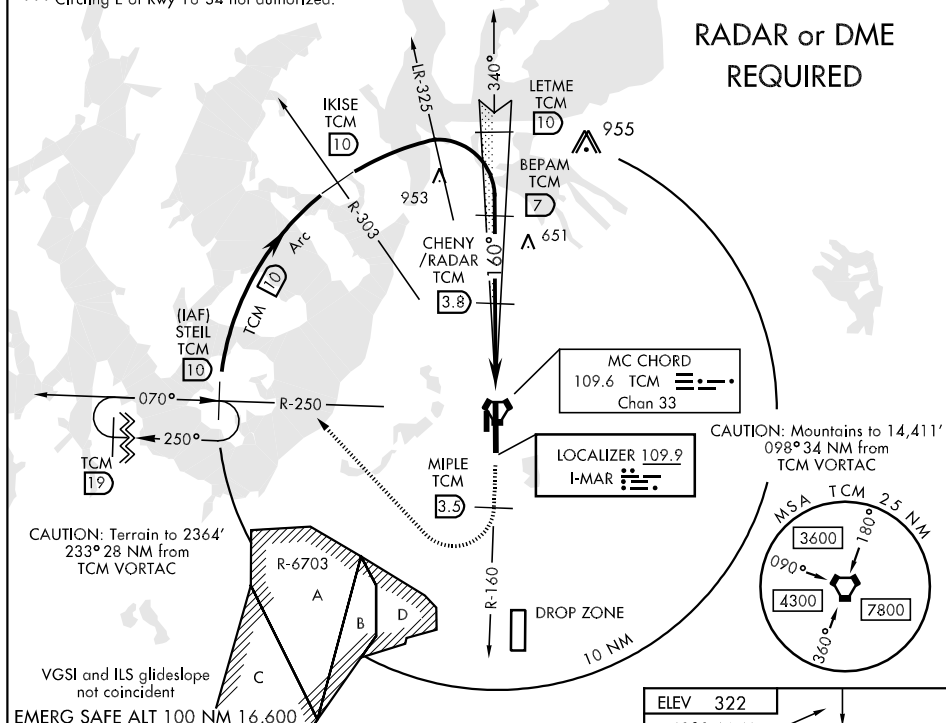 Circling E of Rwy 16-34 not authorized.
RADAR or DME
REQUIRED
340°
LR-325
LETME
TCM
10
955
IKISE
TCM
10
BEPAM
TCM
7
953
651
R-303
Arc
TCM 10
160°
CHENY
/RADAR
TCM
3.8
(IAF)
STEIL
TCM
10
MC CHORD
109.6 TCM
Chan 33
070°
R-250
250°
TCM
19
LOCALIZER 109.9
I-MAR
CAUTION: Mountains to 14,411'
098° 34 NM from
TCM VORTAC
MIPLE
TCM
3.5
MSA TCM 25 NM
3600
180°
090°
4300
7800
360°
CAUTION: Terrain to 2364'
233° 28 NM from
TCM VORTAC
R-6703
A
B
D
C
R-160
DROP ZONE
10 NM
VGSI and ILS glideslope
not coincident
EMERG SAFE ALT 100 NM 16,600
ELEV 322